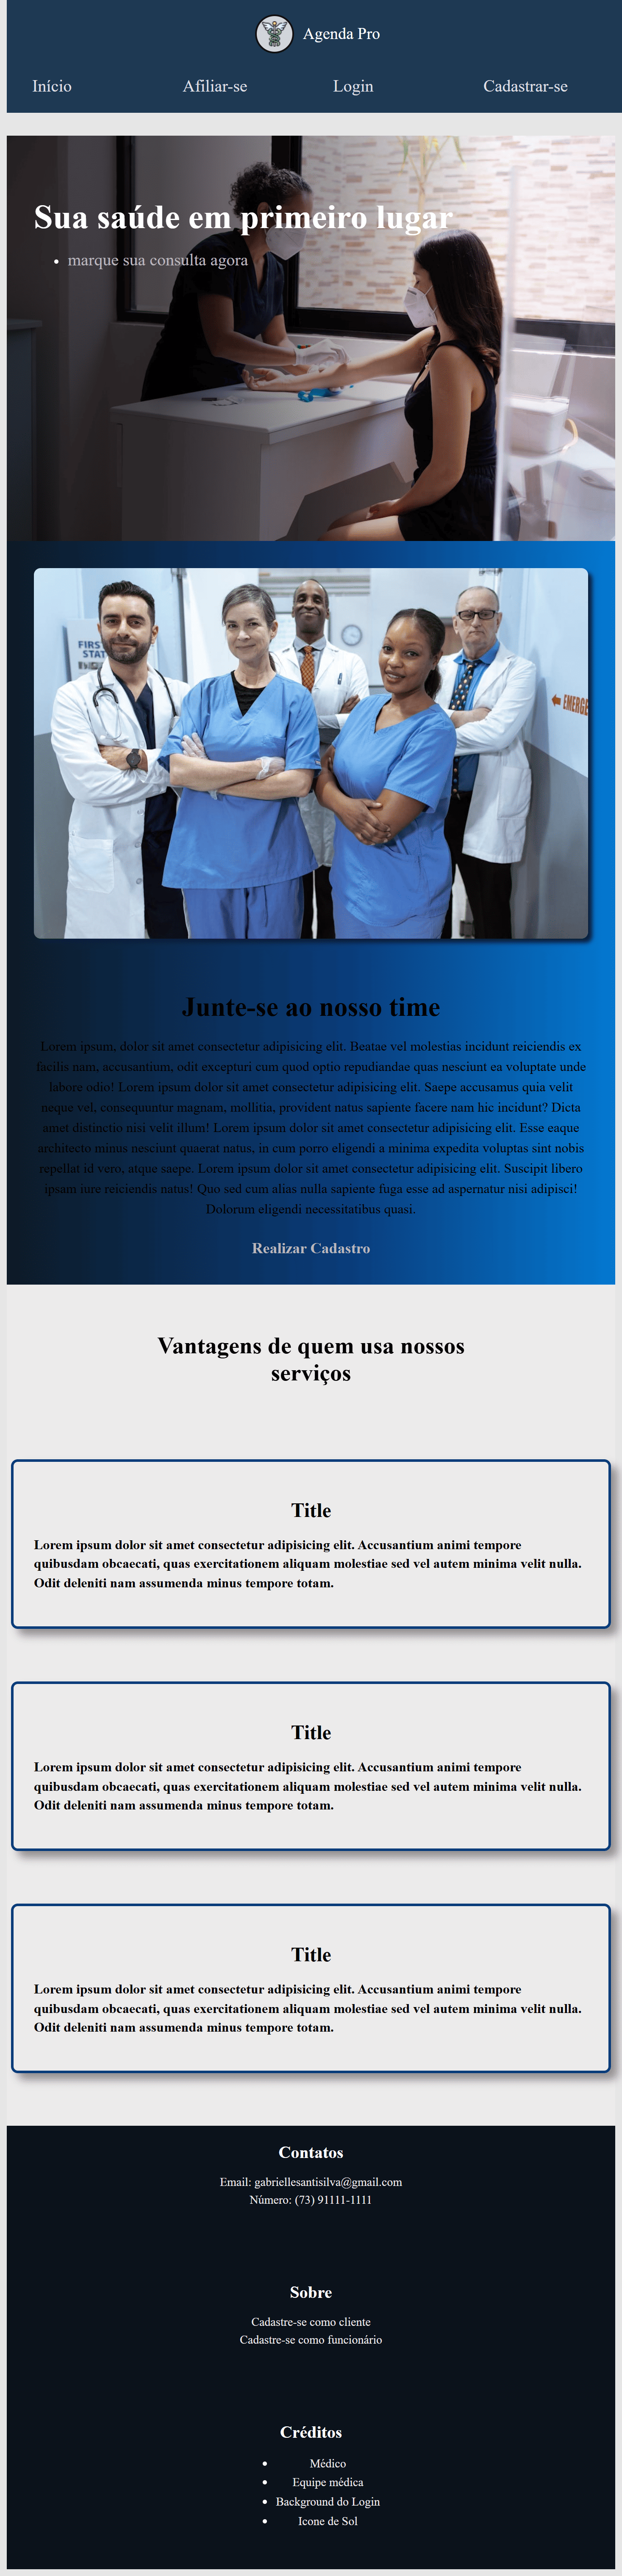 Agenda Pro
Início Afiliar-se Login Cadastrar-se
Sua saúde em primeiro lugar
• marque sua consulta agora
FIRS
STAT
EMERGE
Junte-se ao nosso time
Lorem ipsum, dolor sit amet consectetur adipisicing elit. Beatae vel molestias incidunt reiciendis ex
facilis nam, accusantium, odit excepturi cum quod optio repudiandae quas nesciunt ea voluptate unde
labore odio! Lorem ipsum dolor sit amet consectetur adipisicing elit. Saepe accusamus quia velit
neque vel, consequuntur magnam, mollitia, provident natus sapiente facere nam hic incidunt? Dicta
amet distinctio nisi velit illum! Lorem ipsum dolor sit amet consectetur adipisicing elit. Esse eaque
architecto minus nesciunt quaerat natus, in cum porro eligendi a minima expedita voluptas sint nobis
repellat id vero, atque saepe. Lorem ipsum dolor sit amet consectetur adipisicing elit. Suscipit libero
ipsam iure reiciendis natus! Quo sed cum alias nulla sapiente fuga esse ad aspernatur nisi adipisci!
Dolorum eligendi necessitatibus quasi.
Realizar Cadastro
Vantagens de quem usa nossos
serviços
Title
Lorem ipsum dolor sit amet consectetur adipisicing elit. Accusantium animi tempore
quibusdam obcaecati, quas exercitationem aliquam molestiae sed vel autem minima velit nulla.
Odit deleniti nam assumenda minus tempore totam.
Title
Lorem ipsum dolor sit amet consectetur adipisicing elit. Accusantium animi tempore
quibusdam obcaecati, quas exercitationem aliquam molestiae sed vel autem minima velit nulla.
Odit deleniti nam assumenda minus tempore totam.
Title
Lorem ipsum dolor sit amet consectetur adipisicing elit. Accusantium animi tempore
quibusdam obcaecati, quas exercitationem aliquam molestiae sed vel autem minima velit nulla.
Odit deleniti nam assumenda minus tempore totam.
Contatos
Email: gabriellesantisilva@gmail.com
Número: (73) 91111-1111
Sobre
Cadastre-se como cliente
Cadastre-se como funcionário
Créditos
• Médico
• Equipe médica
• Background do Login
• Icone de Sol